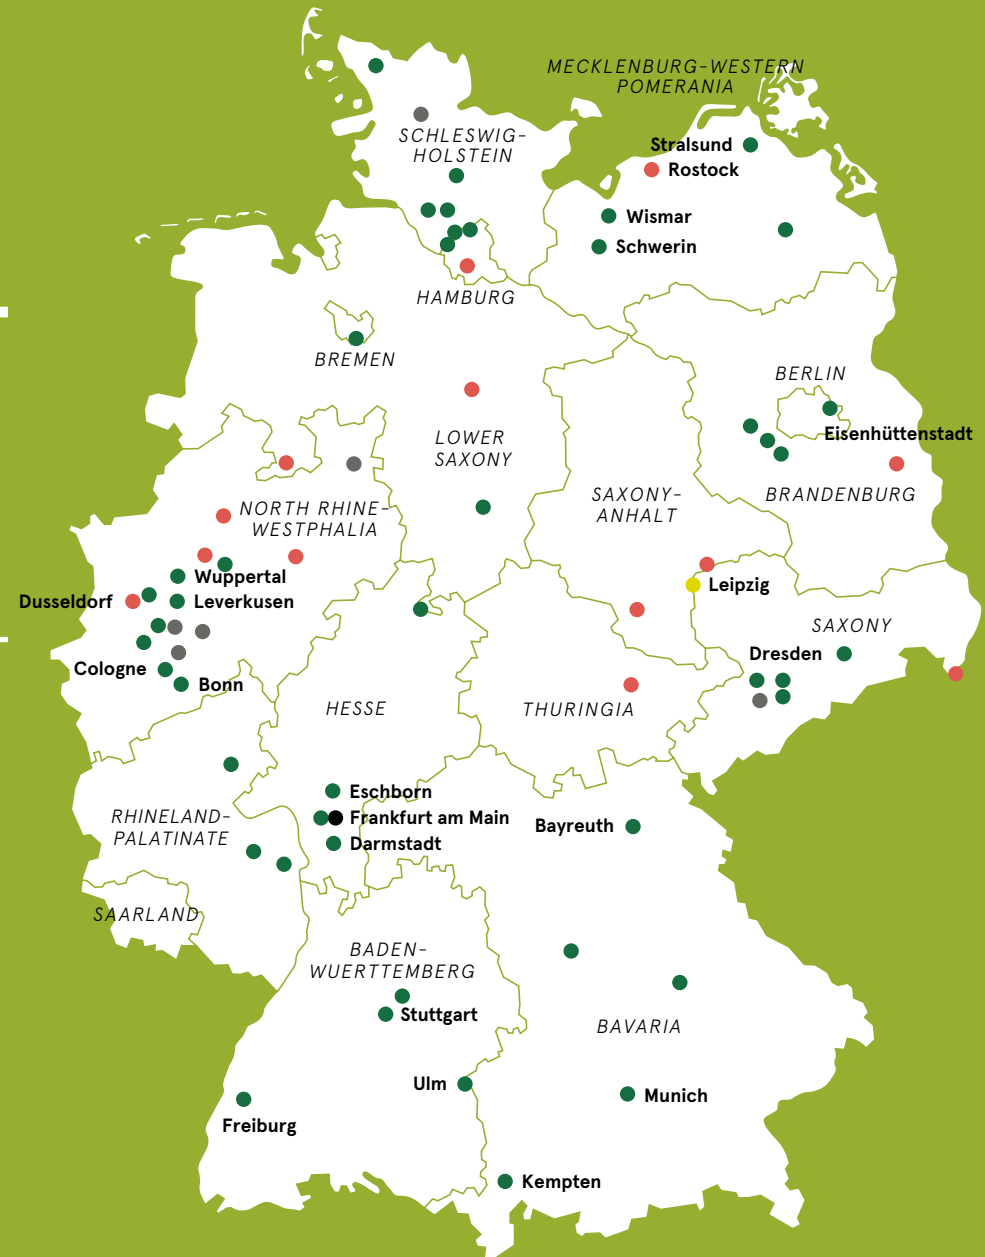 MECKLENBURG-WESTERN
POMERANIA
SCHLESWIG-
HOLSTEIN
Stralsund
Rostock
Wismar
Schwerin
HAMBURG
BREMEN
BERLIN
Eisenhüttenstadt
LOWER
SAXONY
SAXONY-
ANHALT
BRANDENBURG
NORTH RHINE-
WESTPHALIA
Wuppertal
Dusseldorf
Leverkusen
Leipzig
SAXONY
Dresden
Cologne
Bonn
HESSE
THURINGIA
Eschborn
RHINELAND-
PALATINATE
Frankfurt am Main
Bayreuth
Darmstadt
SAARLAND
BADEN-
WUERTTEMBERG
Stuttgart
BAVARIA
Ulm
Munich
Freiburg
Kempten